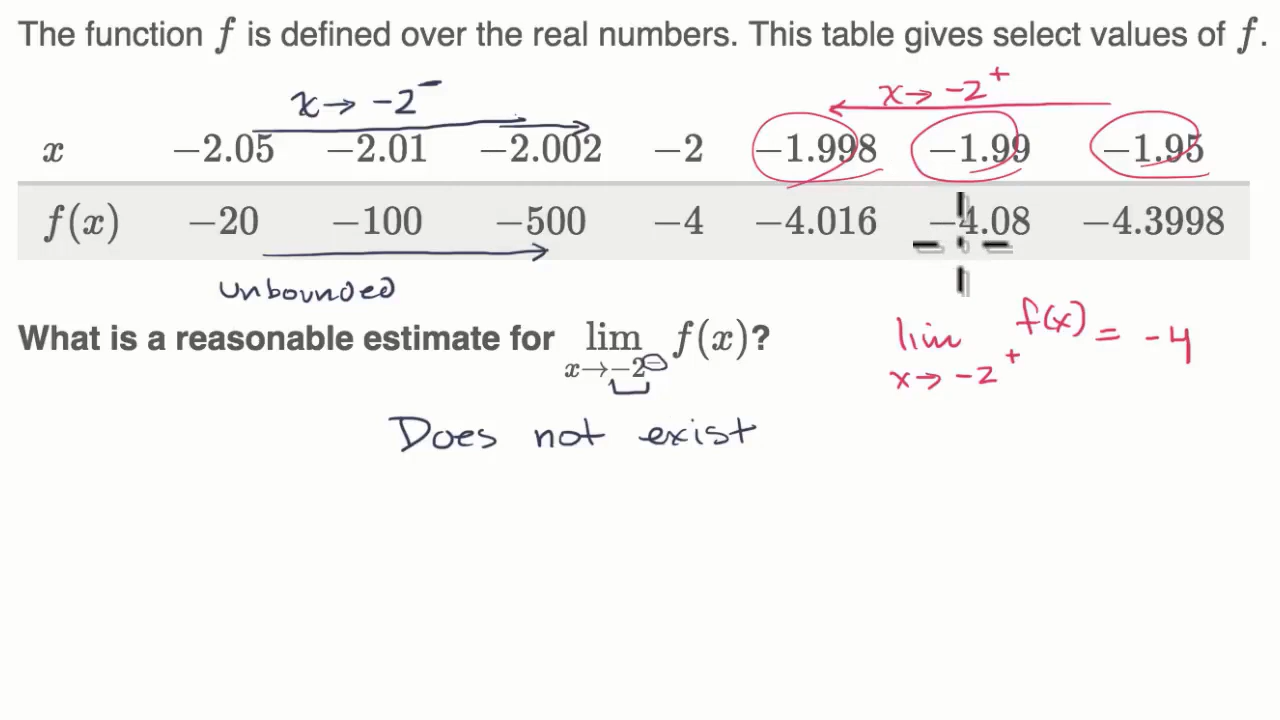 The function f is defined over the real numbers. This table gives select values of f.
x → -2⁻
x → -2⁺
x −2.05 −2.01 −2.002 −2 −1.998 −1.99 −1.95
f(x) −20 −100 −500 −4 −4.016 −4.08 −4.3998
unbounded
What is a reasonable estimate for lim x→−2⁻ f(x)?
lim x→ -2⁺ f(x) = -4
Does not exist